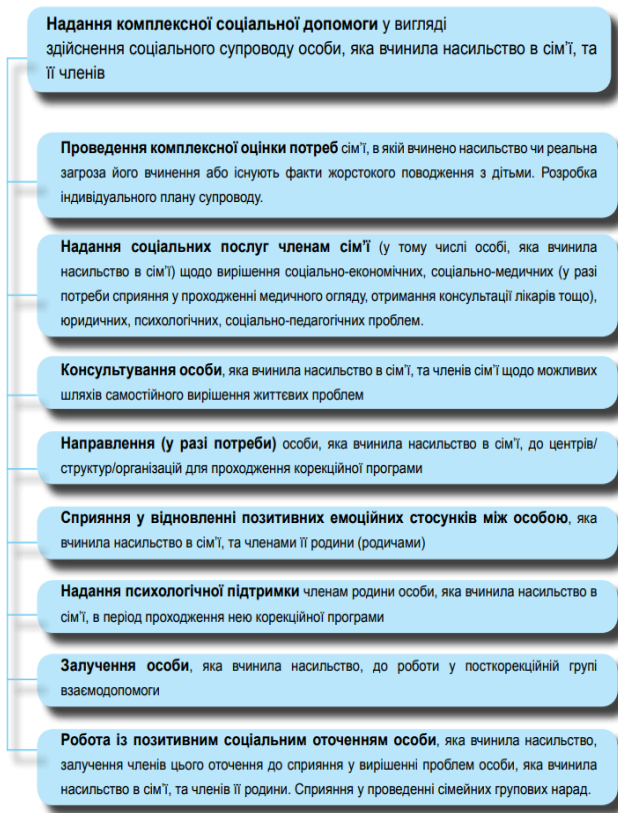 Надання комплексної соціальної допомоги у вигляді
здійснення соціального супроводу особи, яка вчинила насильство в сім’ї, та
її членів
Проведення комплексної оцінки потреб сім’ї, в якій вчинено насильство чи реальна
загроза його вчинення або існують факти жорстокого поводження з дітьми. Розробка
індивідуального плану супроводу.
Надання соціальних послуг членам сім’ї (у тому числі особі, яка вчинила
насильство в сім’ї) щодо вирішення соціально-економічних, соціально-медичних (у разі
потреби сприяння у проходженні медичного огляду, отримання консультації лікарів тощо),
юридичних, психологічних, соціально-педагогічних проблем.
Консультування особи, яка вчинила насильство в сім’ї, та членів сім’ї щодо можливих
шляхів самостійного вирішення життєвих проблем
Направлення (у разі потреби) особи, яка вчинила насильство в сім’ї, до центрів/
структур/організацій для проходження корекційної програми
Сприяння у відновленні позитивних емоційних стосунків між особою, яка
вчинила насильство в сім’ї, та членами її родини (родичами)
Надання психологічної підтримки членам родини особи, яка вчинила насильство в
сім’ї, в період проходження нею корекційної програми
Залучення особи, яка вчинила насильство, до роботи у посткорекційній групі
взаємодопомоги
Робота із позитивним соціальним оточенням особи, яка вчинила насильство,
залучення членів цього оточення до сприяння у вирішенні проблем особи, яка вчинила
насильство в сім’ї, та членів її родини. Сприяння у проведенні сімейних групових нарад.